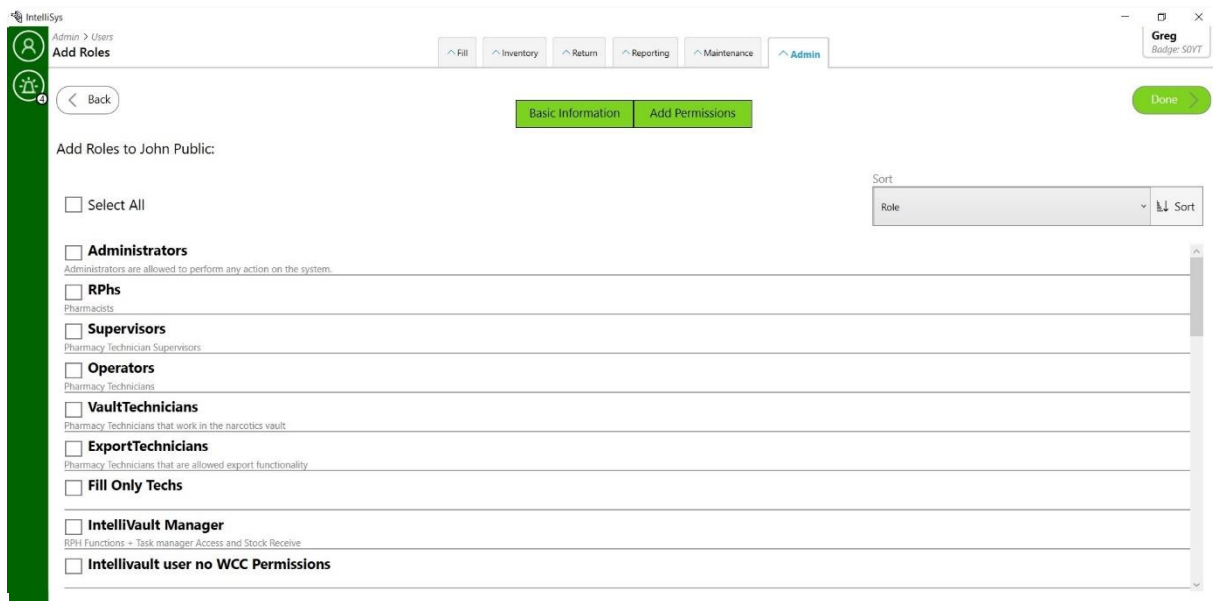 IntelliSys
Admin > Users
Add Roles
Fill
Inventory
Return
Reporting
Maintenance
Admin
Greg
Badge: S0YT
4
Back
Basic Information
Add Permissions
Done
Add Roles to John Public:
Sort
Select All
Role
Sort
Administrators
Administrators are allowed to perform any action on the system.
RPhs
Pharmacists
Supervisors
Pharmacy Technician Supervisors
Operators
Pharmacy Technicians
VaultTechnicians
Pharmacy Technicians that work in the narcotics vault
ExportTechnicians
Pharmacy Technicians that are allowed export functionality
Fill Only Techs
IntelliVault Manager
RPH Functions + Task manager Access and Stock Receive
Intellivault user no WCC Permissions